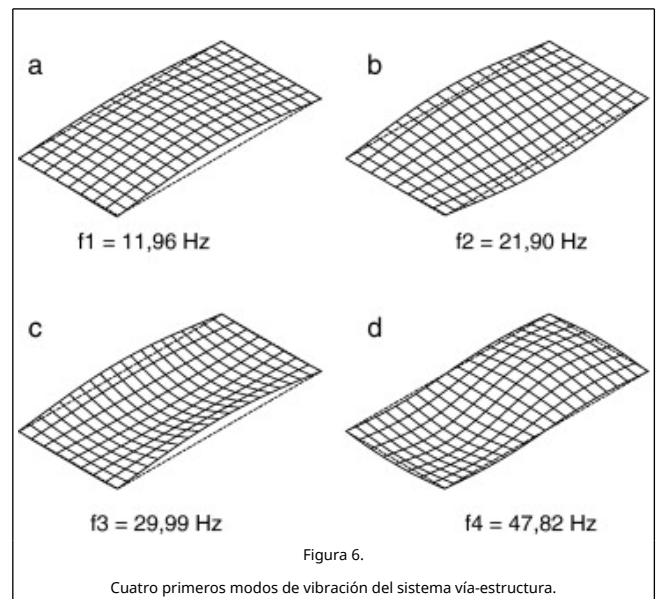 a
b
f1 = 11,96 Hz
f2 = 21,90 Hz
c
d
f3 = 29,99 Hz
f4 = 47,82 Hz
Figura 6.
Cuatro primeros modos de vibración del sistema vía-estructura.